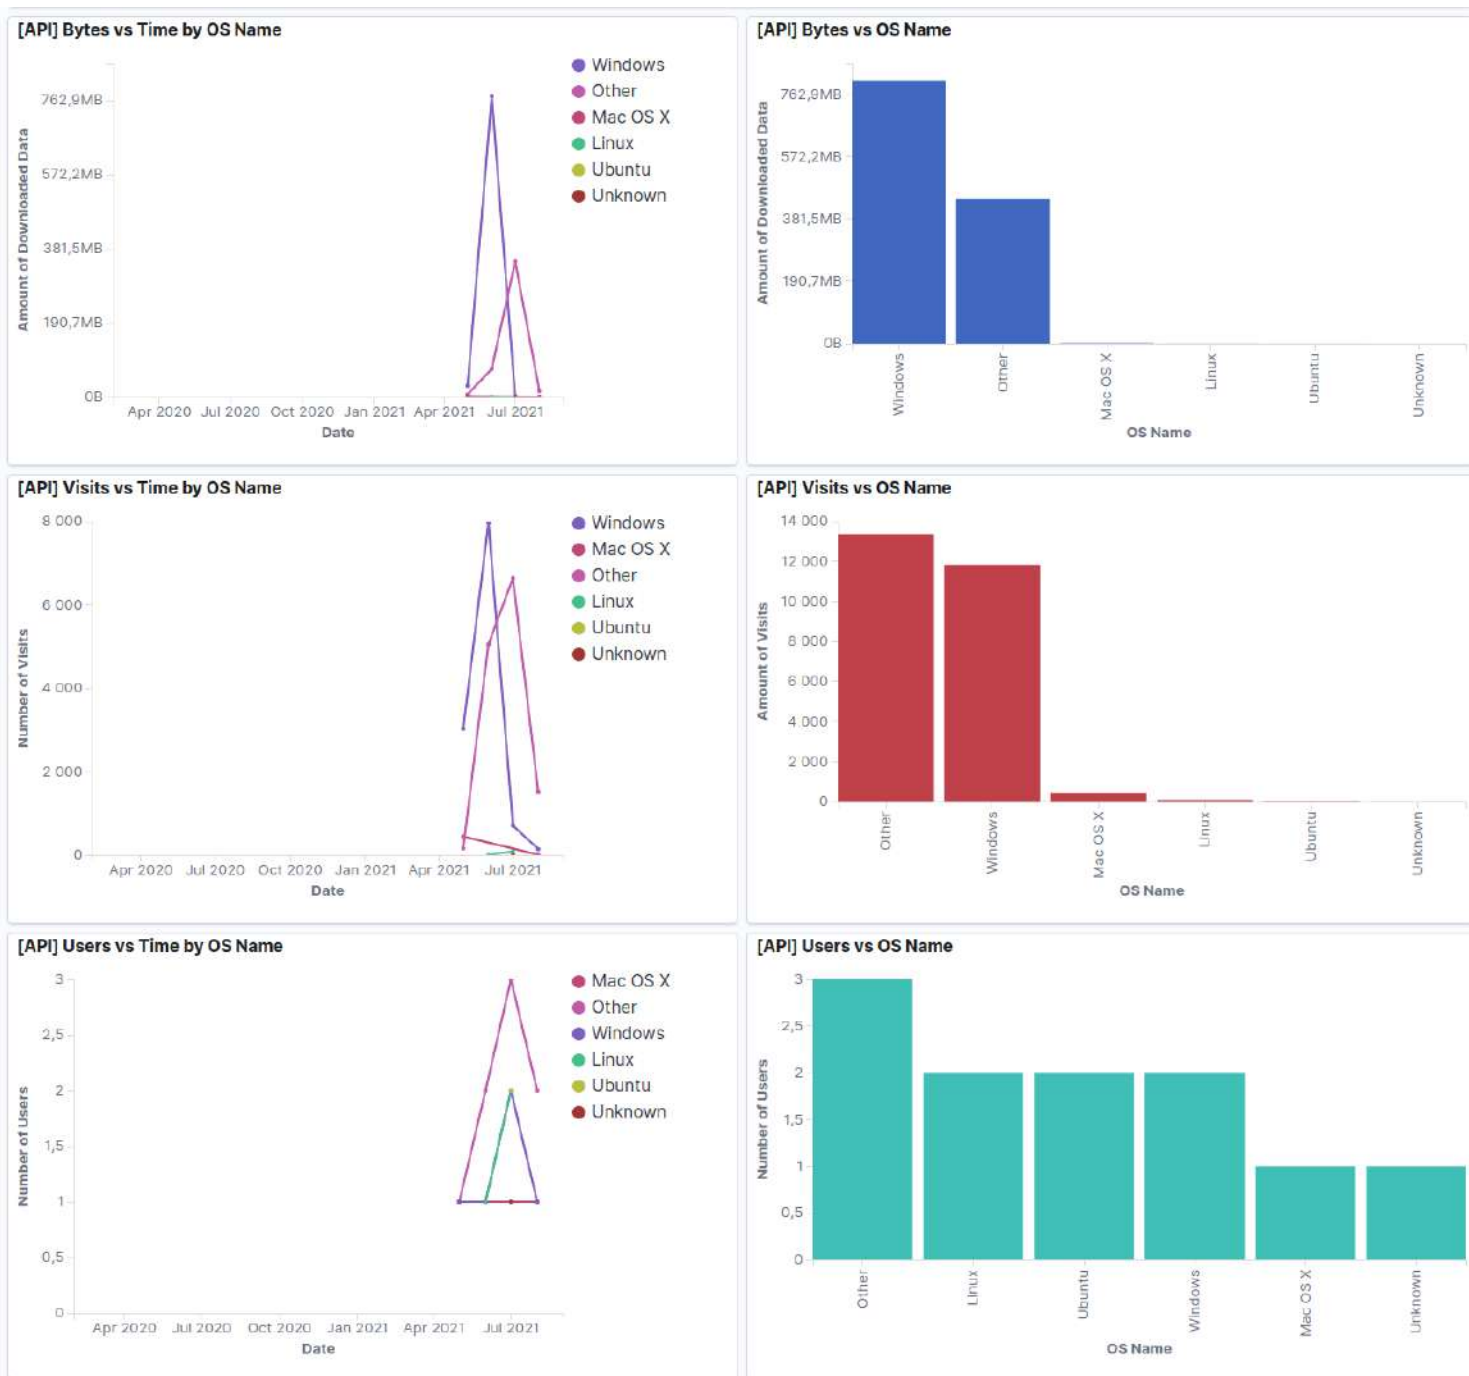 [API] Bytes vs Time by OS Name
Amount of Downloaded Data
762,9MB
572,2MB
381,5MB
190,7MB
0B
Apr 2020 Jul 2020 Oct 2020 Jan 2021 Apr 2021 Jul 2021
Date
Windows
Other
Mac OS X
Linux
Ubuntu
Unknown
[API] Bytes vs OS Name
Amount of Downloaded Data
762,9MB
572,2MB
381,5MB
190,7MB
0B
Windows
Other
Mac OS X
Linux
Ubuntu
Unknown
OS Name
[API] Visits vs Time by OS Name
Number of Visits
8 000
6 000
4 000
2 000
0
Apr 2020 Jul 2020 Oct 2020 Jan 2021 Apr 2021 Jul 2021
Date
Windows
Mac OS X
Other
Linux
Ubuntu
Unknown
[API] Visits vs OS Name
Amount of Visits
14 000
12 000
10 000
8 000
6 000
4 000
2 000
0
Other
Windows
Mac OS X
Linux
Ubuntu
Unknown
OS Name
[API] Users vs Time by OS Name
Number of Users
3
2,5
2
1,5
1
0,5
0
Apr 2020 Jul 2020 Oct 2020 Jan 2021 Apr 2021 Jul 2021
Date
Mac OS X
Other
Windows
Linux
Ubuntu
Unknown
[API] Users vs OS Name
Number of Users
3
2,5
2
1,5
1
0,5
0
Other
Linux
Ubuntu
Windows
Mac OS X
Unknown
OS Name